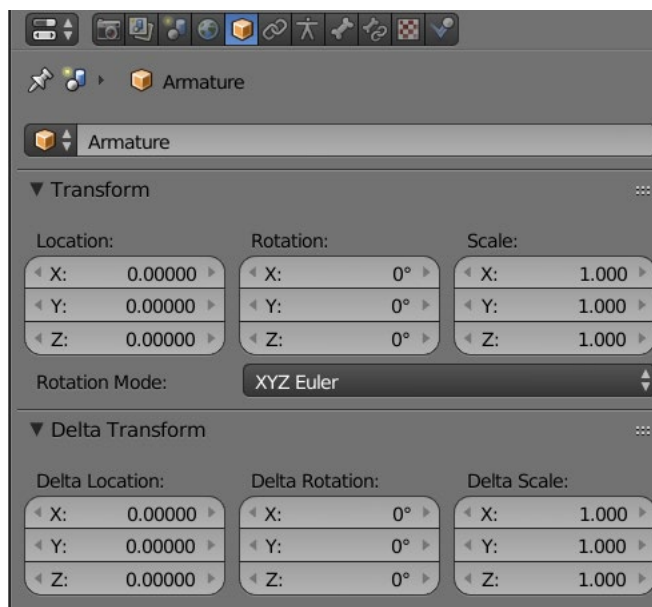 Armature
Armature
Transform
Location: Rotation: Scale:
X: 0.00000 X: 0° X: 1.000
Y: 0.00000 Y: 0° Y: 1.000
Z: 0.00000 Z: 0° Z: 1.000
Rotation Mode: XYZ Euler
Delta Transform
Delta Location: Delta Rotation: Delta Scale:
X: 0.00000 X: 0° X: 1.000
Y: 0.00000 Y: 0° Y: 1.000
Z: 0.00000 Z: 0° Z: 1.000